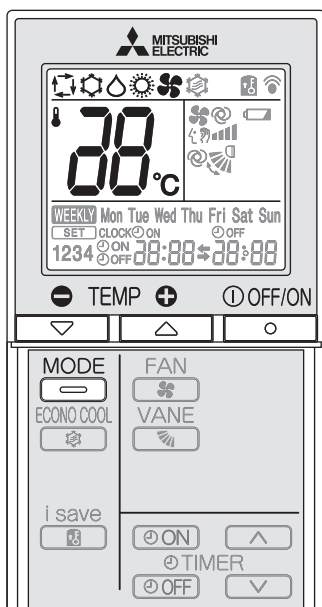 MITSUBISHI
ELECTRIC
88°C
WEEKLY Mon Tue Wed Thu Fri Sat Sun
SET CLOCK ON OFF
1234 ON 88:88 88:88
OFF
TEMP OFF/ON
MODE FAN
ECONO COOL VANE
i save
ON
TIMER
OFF